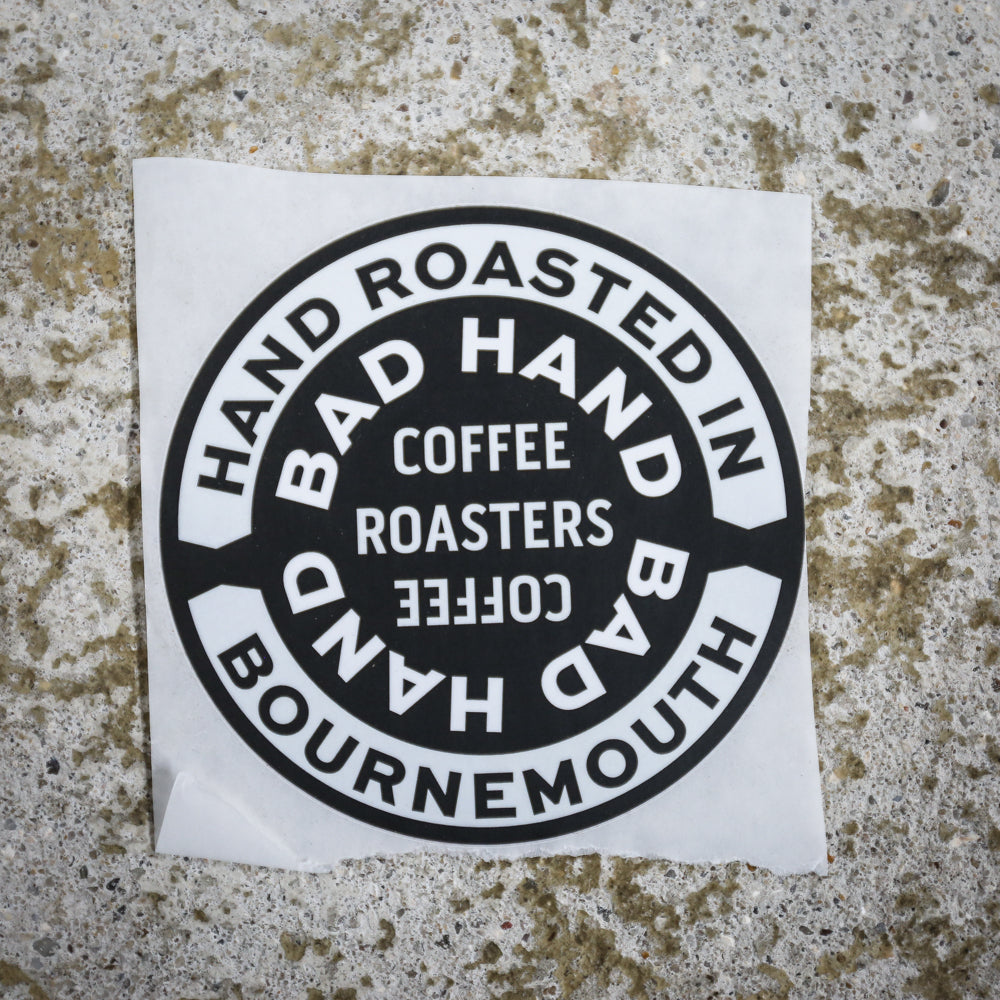 HAND ROASTED IN
BAD HAND
COFFEE
ROASTERS
COFFEE
BAD HAND
BOURNEMOUTH